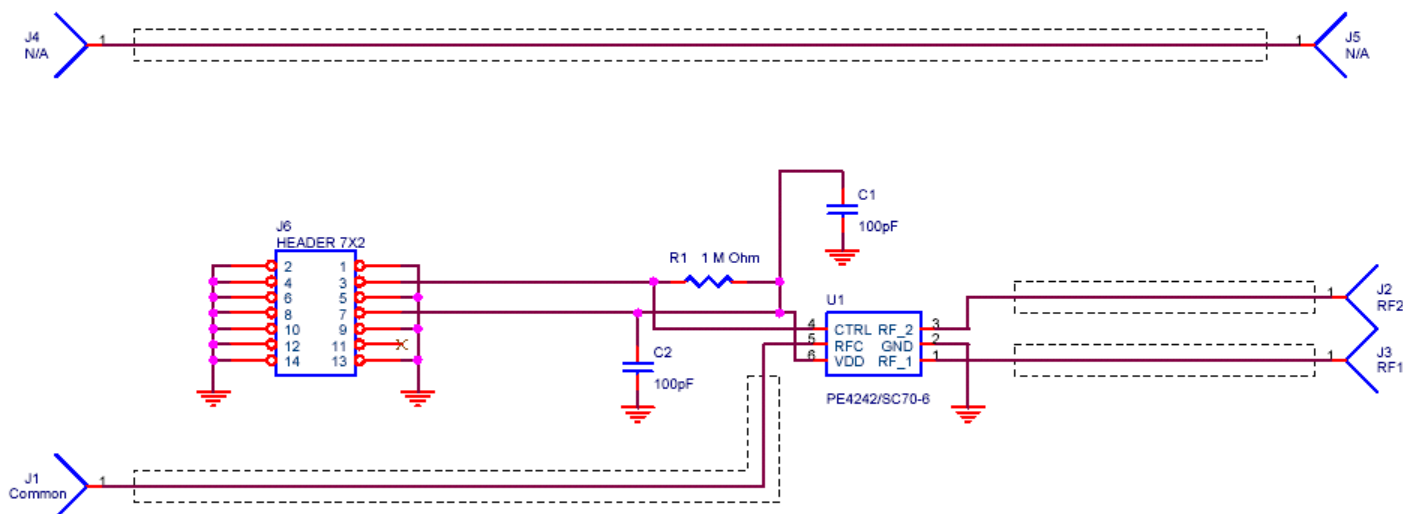 J4
N/A
1
1
J5
N/A
C1
100pF
J6
HEADER 7X2
R1 1 M Ohm
2 1
4 3
6 5
8 7
10 9
12 11
14 13
C2
100pF
U1
4 CTRL RF_2 3
5 RFC GND 2
6 VDD RF_1 1
PE4242/SC70-6
1
J2
RF2
1
J3
RF1
J1
Common
1